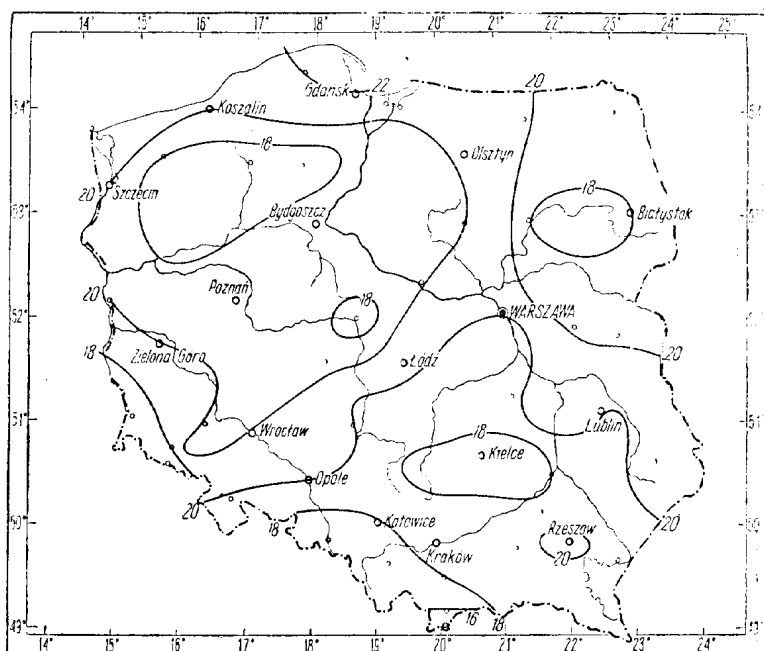 14° 15° 16° 17° 18° 19° 20° 21° 22° 23° 24°
20
22
Gdańsk
54°
Koszalin
18
Olsztyn
20
Szczecin
18
Białystok
53°
Bydgoszcz
20
Poznań
18
52°
WARSZAWA
20
18
Zielona Góra
Łódź
51°
Wrocław
Lublin
18
Kielce
Opole
20
50°
18
Katowice
20
Kraków
Rzeszów
20
49°
16
18
14° 15° 16° 17° 18° 19° 20° 21° 22° 23° 24°